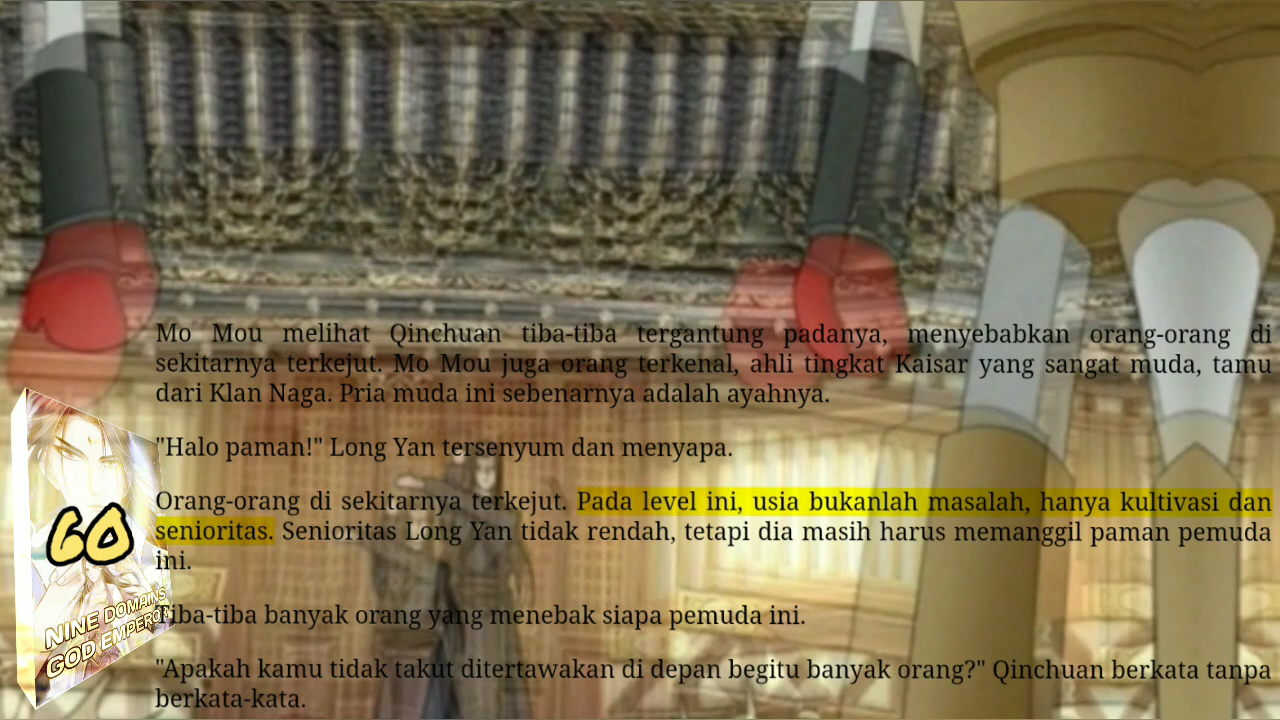 Mo Mou melihat Qinchuan tiba-tiba tergantung padanya, menyebabkan orang-orang di
sekitarnya terkejut. Mo Mou juga orang terkenal, ahli tingkat Kaisar yang sangat muda, tamu
dari Klan Naga. Pria muda ini sebenarnya adalah ayahnya.
"Halo paman!" Long Yan tersenyum dan menyapa.
Orang-orang di sekitarnya terkejut. Pada level ini, usia bukanlah masalah, hanya kultivasi dan
senioritas. Senioritas Long Yan tidak rendah, tetapi dia masih harus memanggil paman pemuda
ini.
Tiba-tiba banyak orang yang menebak siapa pemuda ini.
"Apakah kamu tidak takut ditertawakan di depan begitu banyak orang?" Qinchuan berkata tanpa
berkata-kata.
60
NINE DOMAINS
GOD EMPEROR